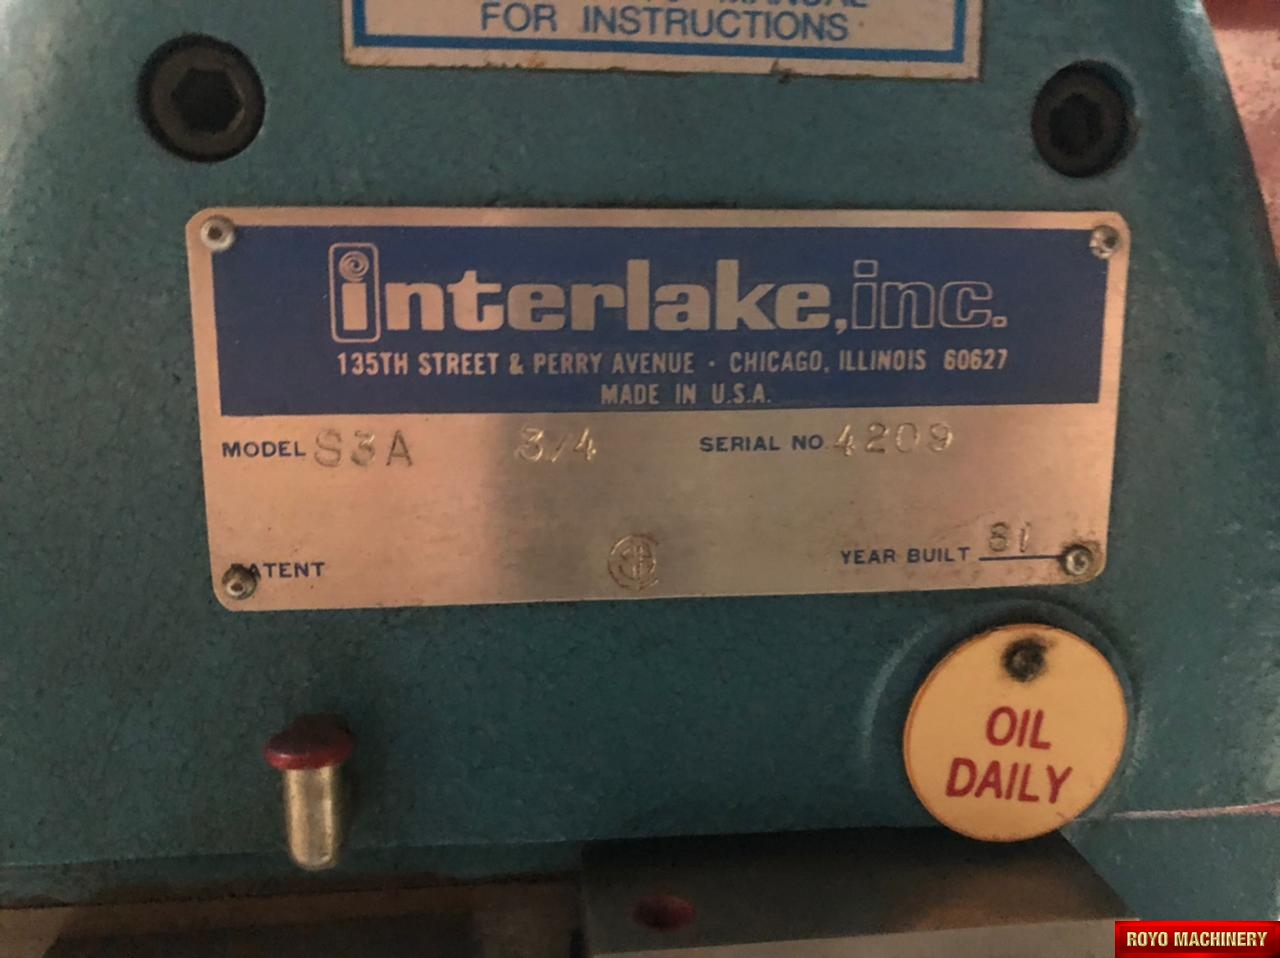 FOR INSTRUCTIONS
interlake, inc.
135TH STREET & PERRY AVENUE · CHICAGO, ILLINOIS 60627
MADE IN U.S.A.
MODEL S3A 3/4 SERIAL NO. 4209
PATENT YEAR BUILT 81
OIL
DAILY
ROYO MACHINERY